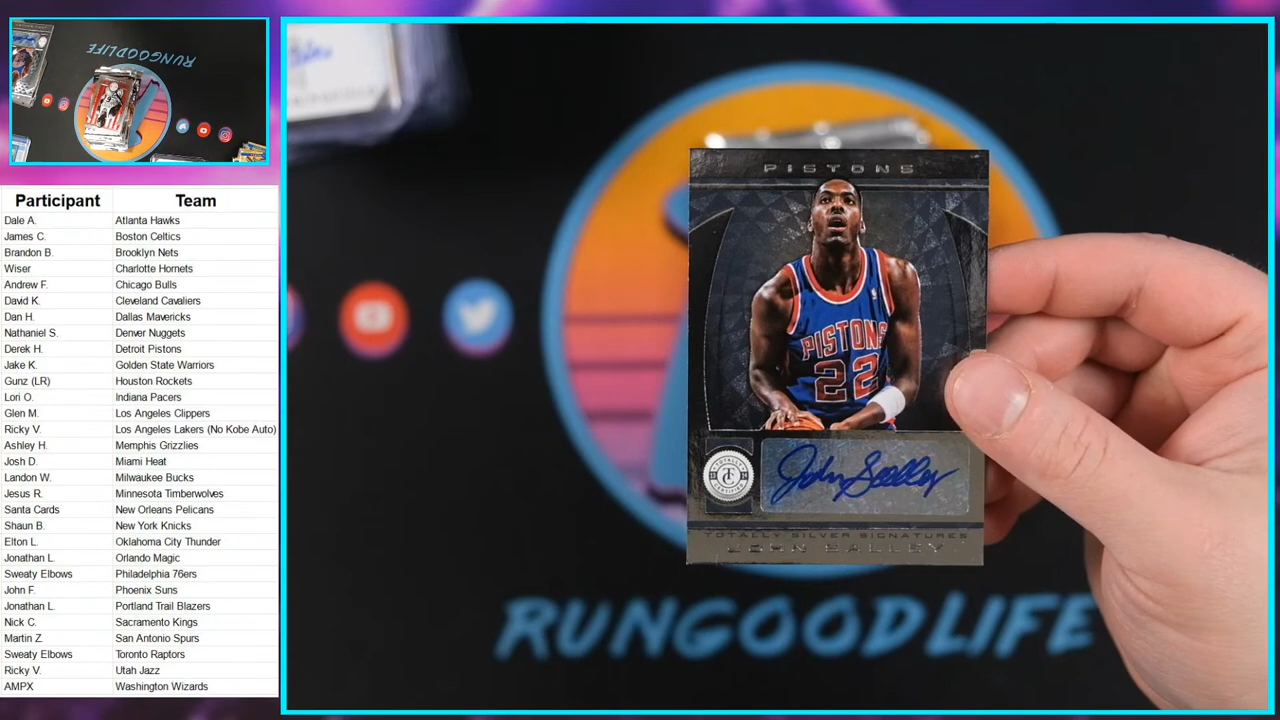 RUNGOODLIFE
Participant Team
Dale A. Atlanta Hawks
James C. Boston Celtics
Brandon B. Brooklyn Nets
Wiser Charlotte Hornets
Andrew F. Chicago Bulls
David K. Cleveland Cavaliers
Dan H. Dallas Mavericks
Nathaniel S. Denver Nuggets
Derek H. Detroit Pistons
Jake K. Golden State Warriors
Gunz (LR) Houston Rockets
Lori O. Indiana Pacers
Glen M. Los Angeles Clippers
Ricky V. Los Angeles Lakers (No Kobe Auto)
Ashley H. Memphis Grizzlies
Josh D. Miami Heat
Landon W. Milwaukee Bucks
Jesus R. Minnesota Timberwolves
Santa Cards New Orleans Pelicans
Shaun B. New York Knicks
Elton L. Oklahoma City Thunder
Jonathan L. Orlando Magic
Sweaty Elbows Philadelphia 76ers
John F. Phoenix Suns
Jonathan L. Portland Trail Blazers
Nick C. Sacramento Kings
Martin Z. San Antonio Spurs
Sweaty Elbows Toronto Raptors
Ricky V. Utah Jazz
AMPX Washington Wizards
PISTONS
PISTONS
22
TOTALLY
TC
CERTIFIED
John Salley
TOTALLY SILVER SIGNATURES
JOHN SALLEY
RUNGOODLIFE